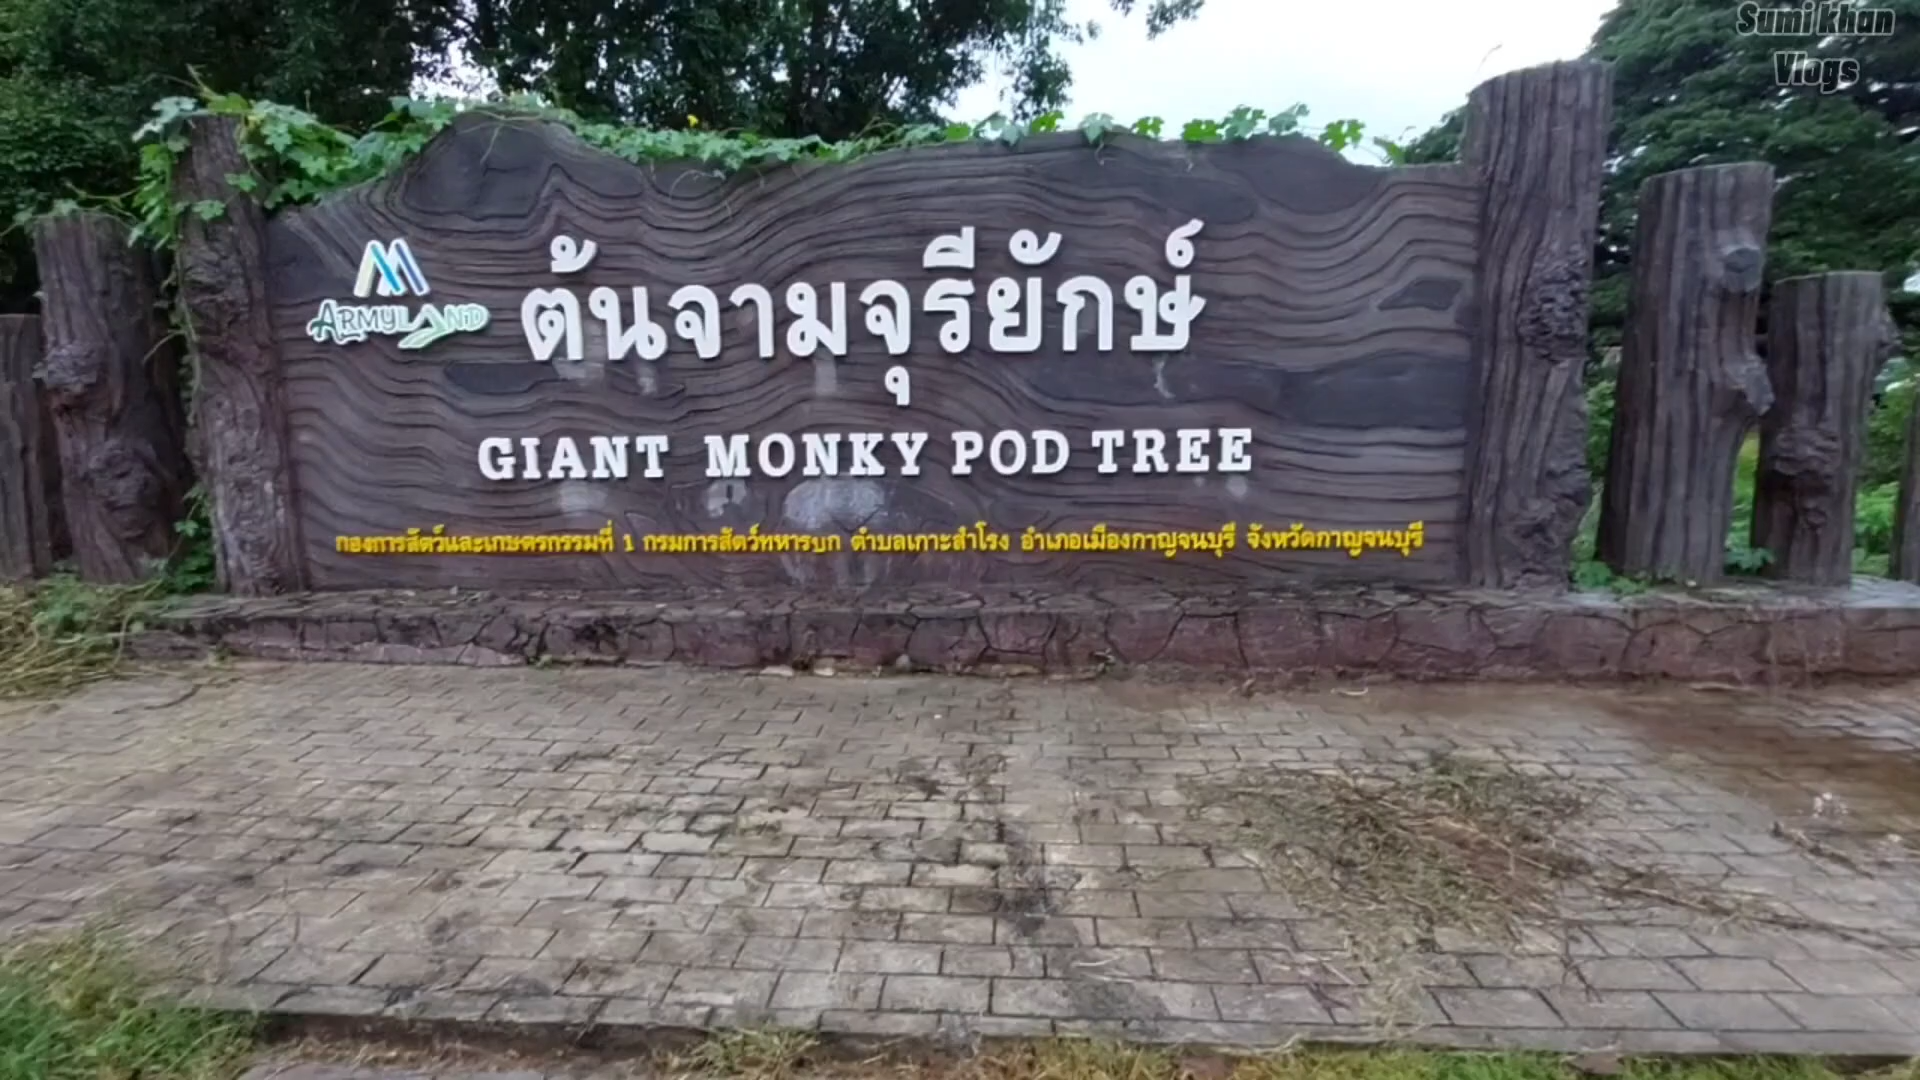 Sumi khan
Vlogs
ARMYLAND
ต้นจามจุรียักษ์
GIANT MONKY POD TREE
กองการสัตว์และเกษตรกรรมที่ 1 กรมการสัตว์ทหารบก ตำบลเกาะสำโรง อำเภอเมืองกาญจนบุรี จังหวัดกาญจนบุรี